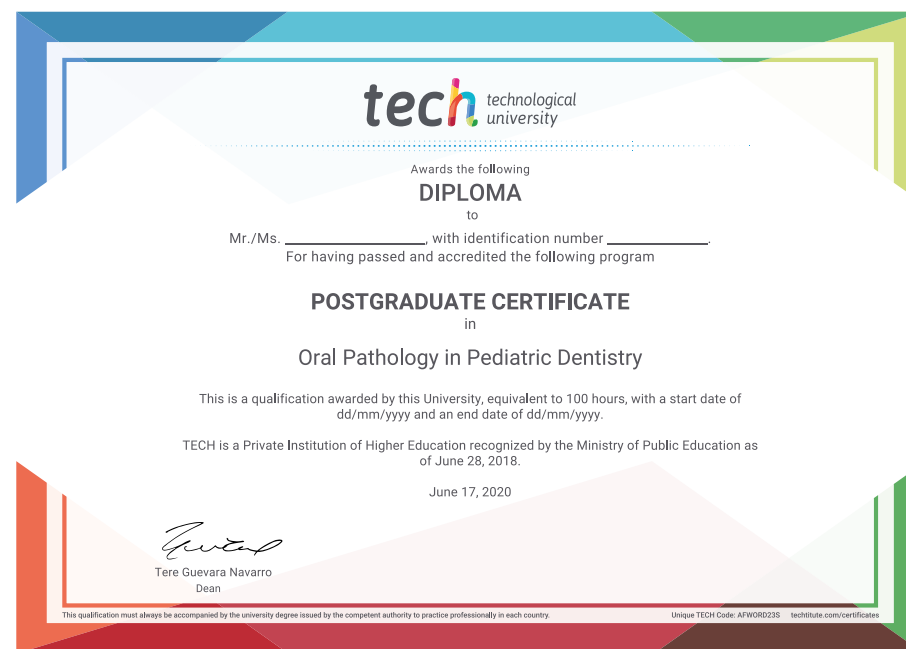 tech technological
university
Awards the following
DIPLOMA
to
Mr./Ms. ____________________, with identification number ______________.
For having passed and accredited the following program
POSTGRADUATE CERTIFICATE
in
Oral Pathology in Pediatric Dentistry
This is a qualification awarded by this University, equivalent to 100 hours, with a start date of
dd/mm/yyyy and an end date of dd/mm/yyyy.
TECH is a Private Institution of Higher Education recognized by the Ministry of Public Education as
of June 28, 2018.
June 17, 2020
Tere Guevara Navarro
Dean
This qualification must always be accompanied by the university degree issued by the competent authority to practice professionally in each country. Unique TECH Code: AFWORD23S techtitute.com/certificates